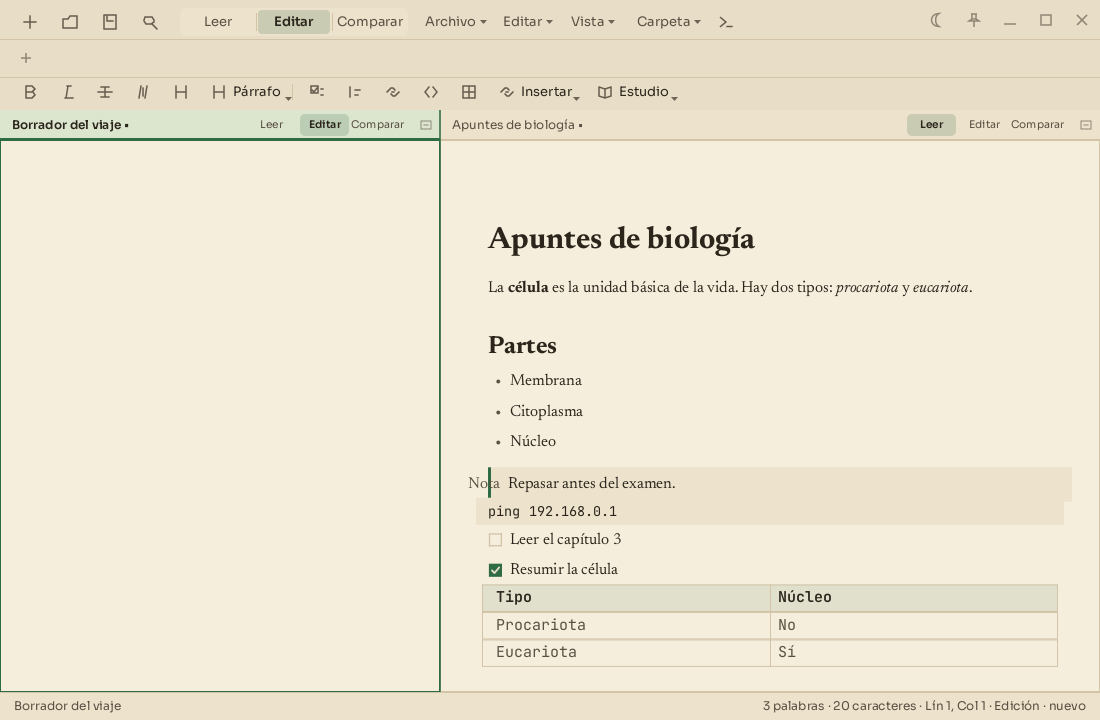 Leer Editar Comparar Archivo Editar Vista Carpeta
Párrafo Insertar Estudio
Borrador del viaje • Leer Editar Comparar
Apuntes de biología • Leer Editar Comparar
Apuntes de biología
La célula es la unidad básica de la vida. Hay dos tipos: procariota y eucariota.
Partes
• Membrana
• Citoplasma
• Núcleo
Nota Repasar antes del examen.
ping 192.168.0.1
Leer el capítulo 3
Resumir la célula
Tipo Núcleo
Procariota No
Eucariota Sí
Borrador del viaje 3 palabras · 20 caracteres · Lín 1, Col 1 · Edición · nuevo